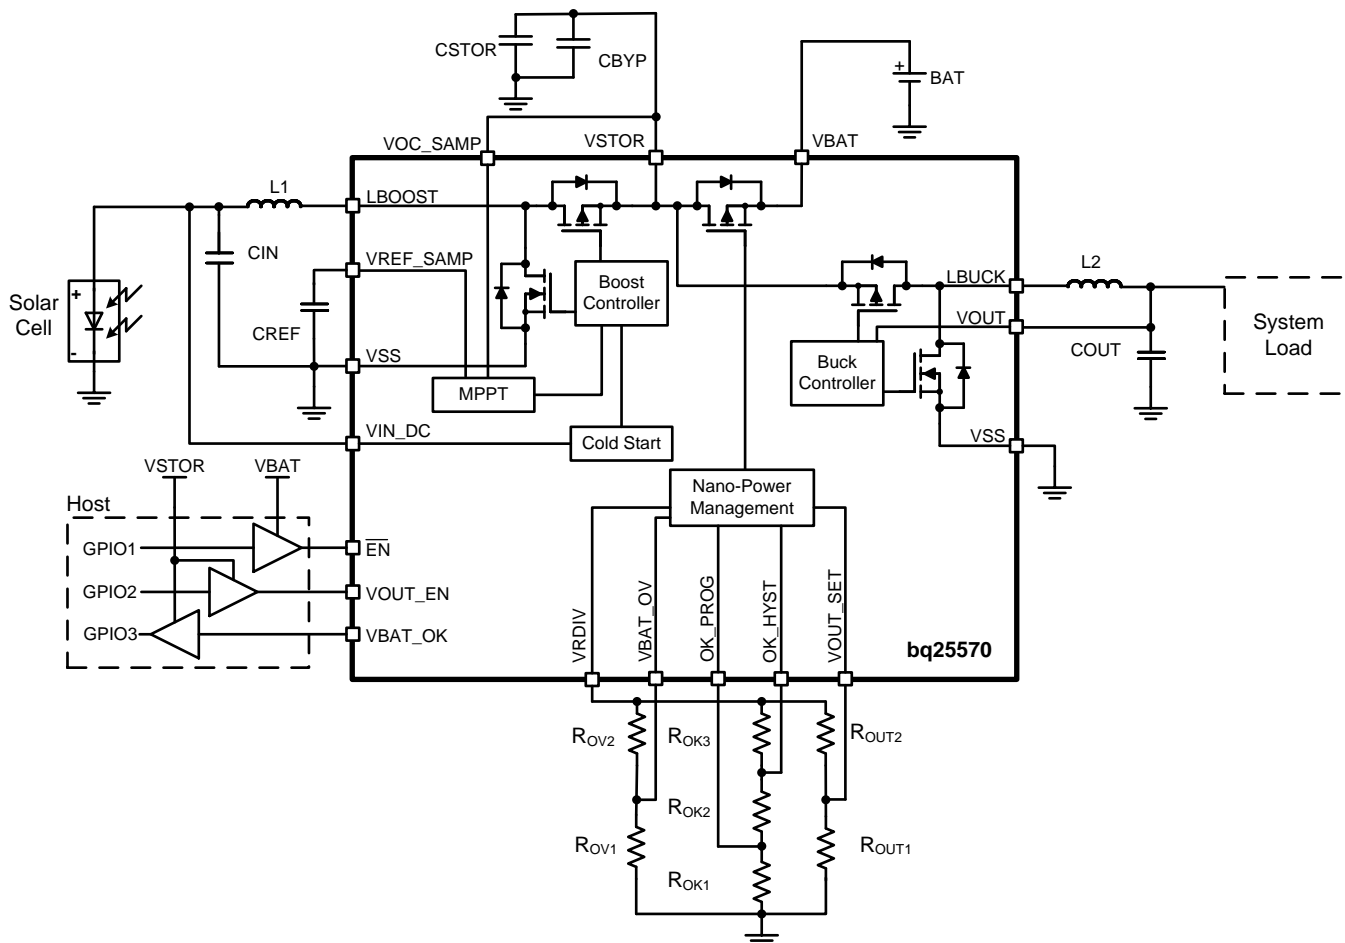 CSTOR
CBYP
+
BAT
VOC_SAMP
VSTOR
VBAT
L1
LBOOST
CIN
VREF_SAMP
Boost
Controller
LBUCK
L2
Solar
Cell
+
-
CREF
VOUT
System
Load
VSS
MPPT
Buck
Controller
COUT
VIN_DC
Cold Start
VSS
VSTOR
VBAT
Host
Nano-Power
Management
GPIO1
EN
GPIO2
VOUT_EN
GPIO3
VBAT_OK
VRDIV
VBAT_OV
OK_PROG
OK_HYST
VOUT_SET
bq25570
ROV2
ROK3
ROUT2
ROK2
ROV1
ROUT1
ROK1